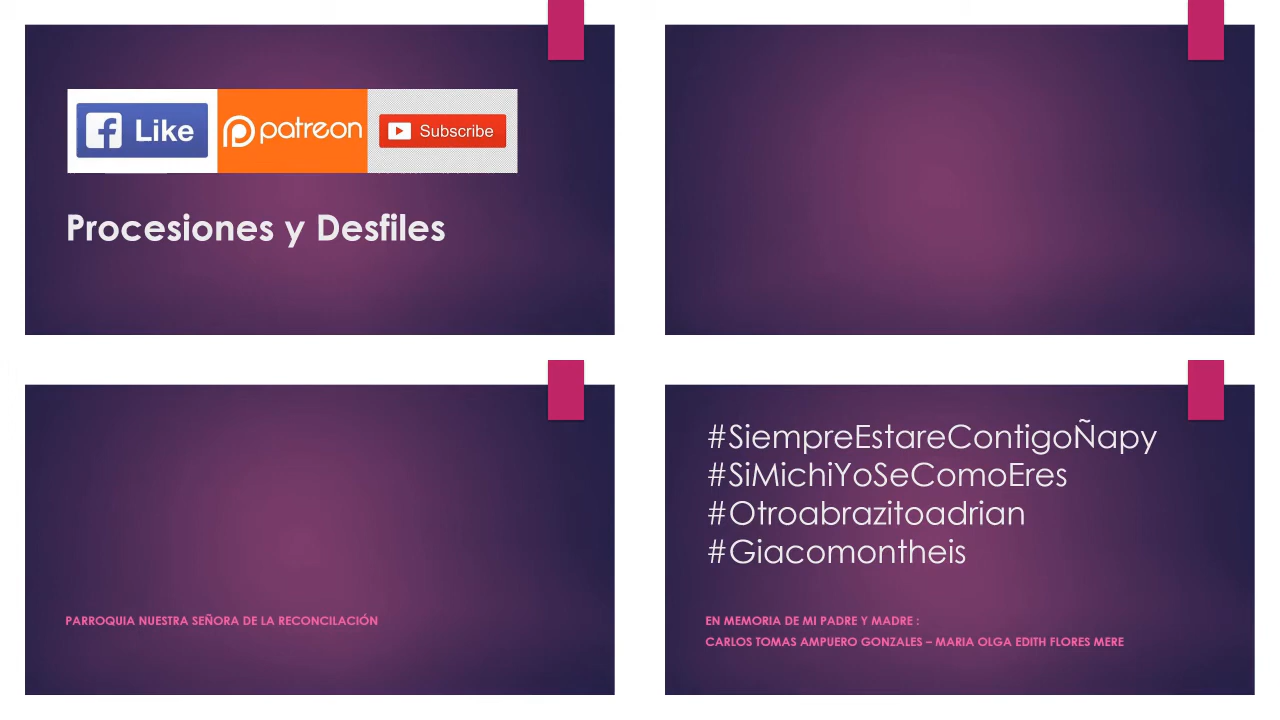 Like
patreon
Subscribe
Procesiones y Desfiles
PARROQUIA NUESTRA SEÑORA DE LA RECONCILACIÓN
#SiempreEstareContigoÑapy
#SiMichiYoSeComoEres
#Otroabrazitoadrian
#Giacomontheis
EN MEMORIA DE MI PADRE Y MADRE :
CARLOS TOMAS AMPUERO GONZALES – MARIA OLGA EDITH FLORES MERE